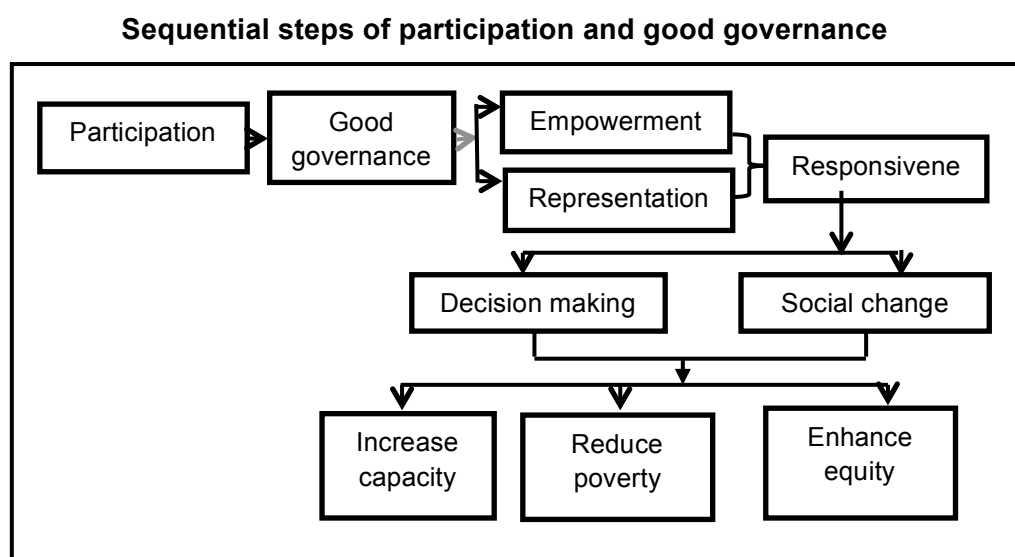 Sequential steps of participation and good governance
Participation
Good
governance
Empowerment
Representation
Responsivene
Decision making
Social change
Increase
capacity
Reduce
poverty
Enhance
equity